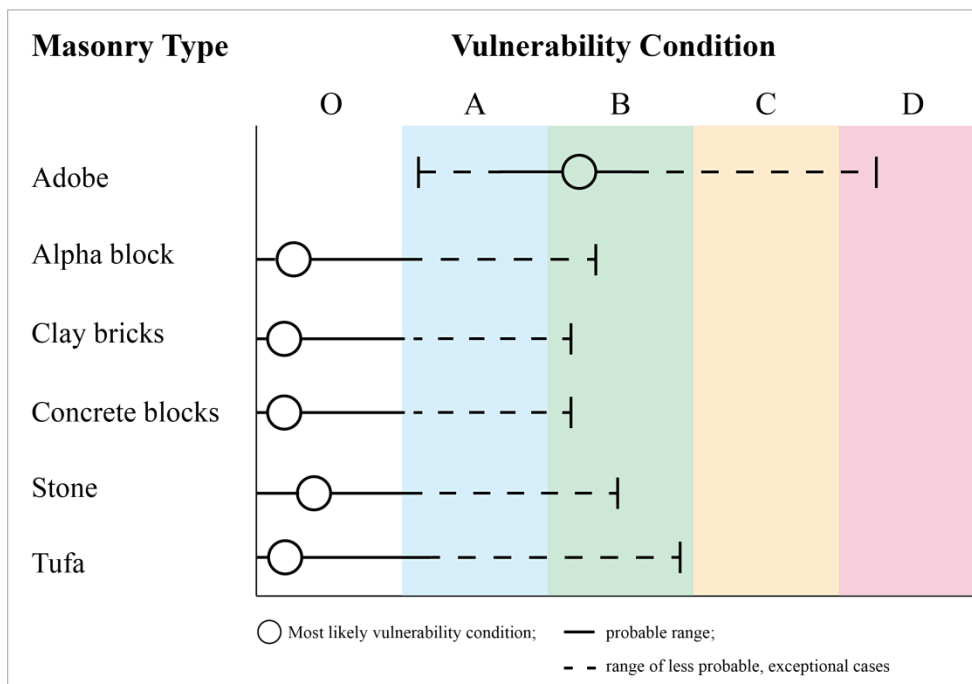 Masonry Type Vulnerability Condition
O A B C D
Adobe
Alpha block
Clay bricks
Concrete blocks
Stone
Tufa
Most likely vulnerability condition; probable range;
range of less probable, exceptional cases